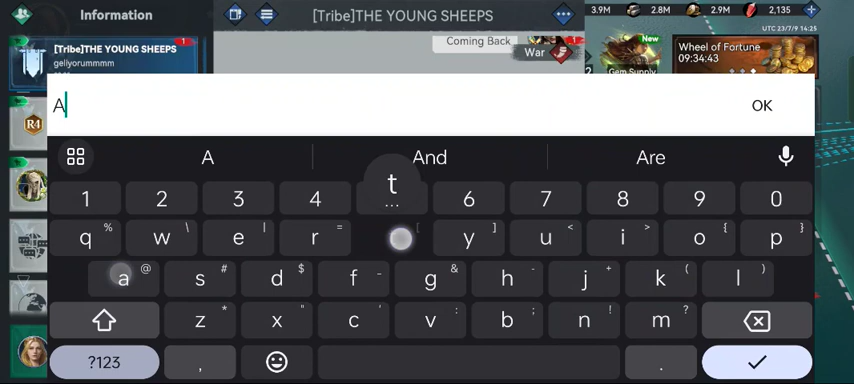 Information
[Tribe]THE YOUNG SHEEPS
3.9M 2.8M 2.9M 2,135
UTC 23/7/9 14:25
[Tribe]THE YOUNG SHEEPS
geliyorummmm
Coming Back
War
New
Gem Supply
Wheel of Fortune
09:34:43
R4
A
OK
A And Are
t
...
1 2 3 4 6 7 8 9 0
q % w \ e | r = [ y ] u < i > o { p }
a @ s # d $ f _ g & h - j + k ( l )
z * x " c ' v : b ; n ! m ?
?123 , .